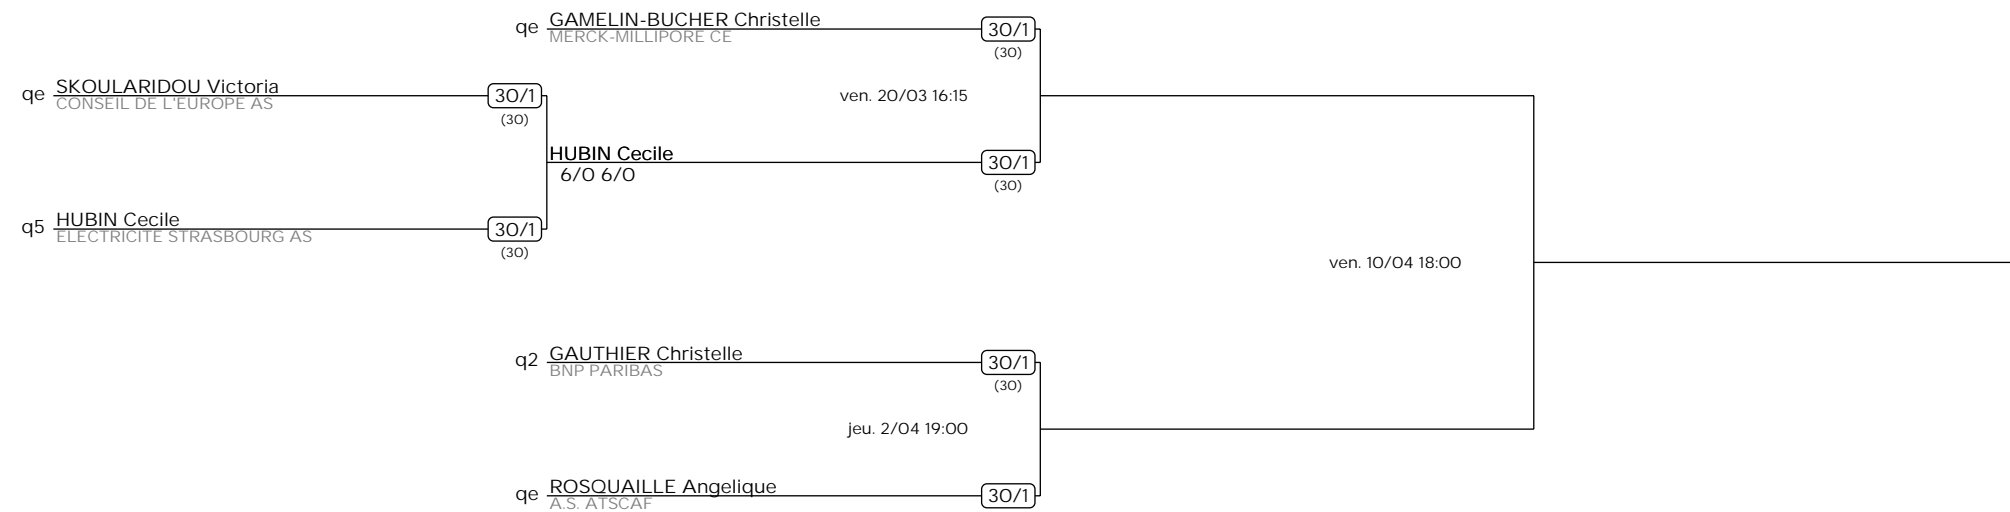 qe GAMELIN-BUCHER Christelle 30/1
MERCK-MILLIPORE CE
(30)
qe SKOULARIDOU Victoria 30/1
CONSEIL DE L'EUROPE AS
(30)
ven. 20/03 16:15
HUBIN Cecile 30/1
6/0 6/0
(30)
q5 HUBIN Cecile 30/1
ELECTRICITE STRASBOURG AS
(30)
ven. 10/04 18:00
q2 GAUTHIER Christelle 30/1
BNP PARIBAS
(30)
jeu. 2/04 19:00
qe ROSQUAILLE Angelique 30/1
A.S. ATSCAF